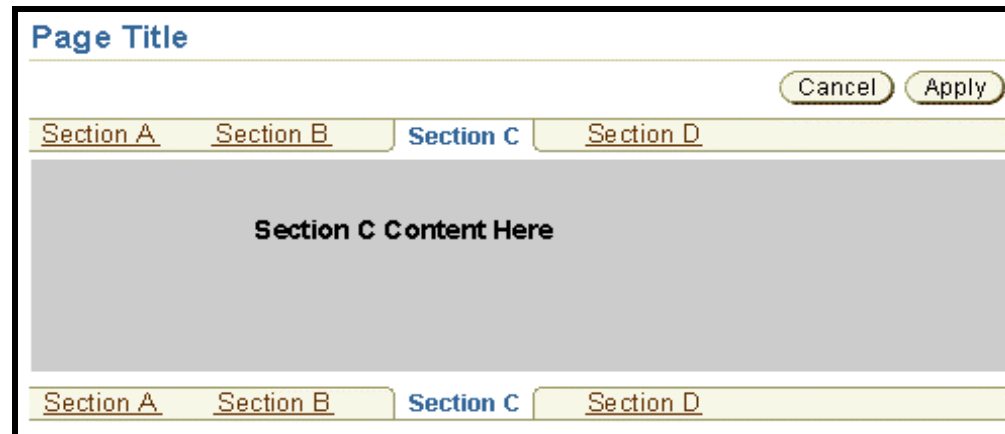 Page Title
Cancel Apply
Section A Section B Section C Section D
Section C Content Here
Section A Section B Section C Section D